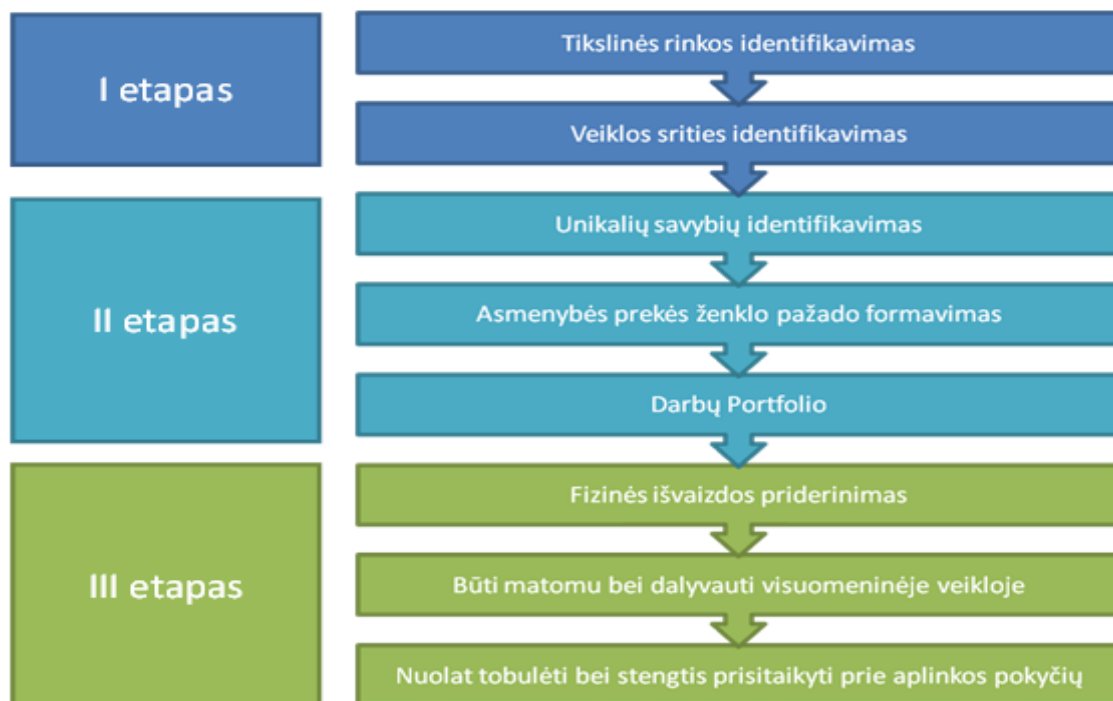 I etapas
Tikslinės rinkos identifikavimas
Veiklos srities identifikavimas
II etapas
Unikalių savybių identifikavimas
Asmenybės prekės ženklo pažado formavimas
Darbų Portfolio
III etapas
Fizinės išvaizdos priderinimas
Būti matomu bei dalyvauti visuomeninėje veikloje
Nuolat tobulėti bei stengtis prisitaikyti prie aplinkos pokyčių